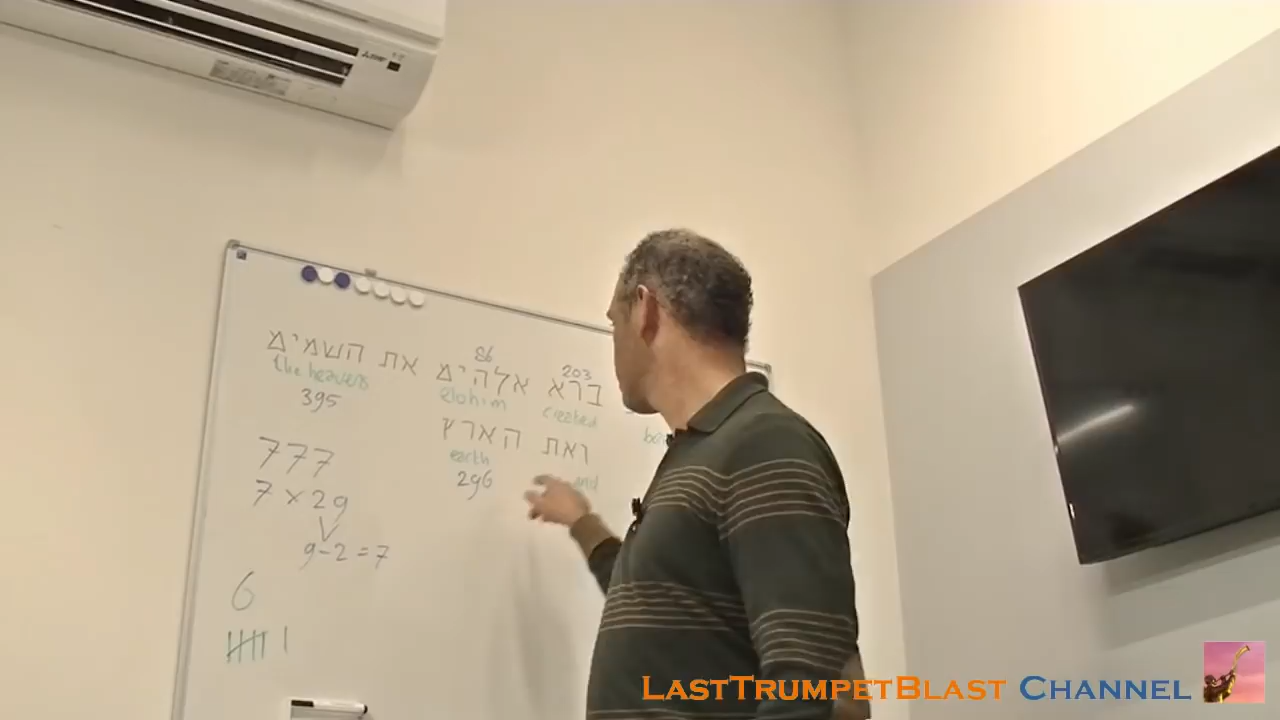 86
203
ברא אלהים את השמים
created
elohim
the heavens
395
ואת הארץ
and
earth
296
777
7 × 29
9-2=7
6
LASTTRUMPETBLAST CHANNEL